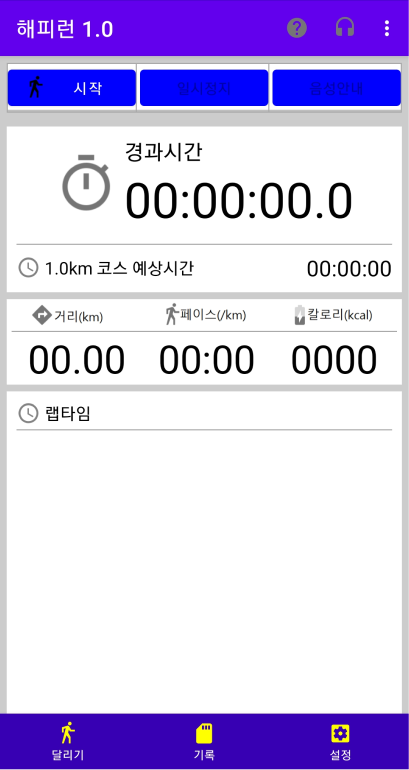 해피런 1.0
시작 일시정지 음성안내
경과시간
00:00:00.0
1.0km 코스 예상시간 00:00:00
거리(km) 페이스(/km) 칼로리(kcal)
00.00 00:00 0000
랩타임
달리기 기록 설정